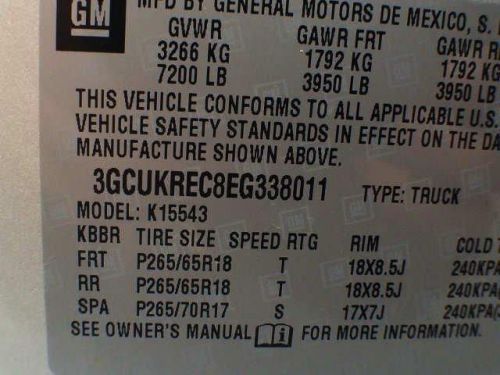 GM
MFD BY GENERAL MOTORS DE MEXICO, S.
GVWR GAWR FRT GAWR
3266 KG 1792 KG 1792 KG
7200 LB 3950 LB 3950 LB
THIS VEHICLE CONFORMS TO ALL APPLICABLE U.S.
VEHICLE SAFETY STANDARDS IN EFFECT ON THE DA
MANUFACTURE SHOWN ABOVE.
3GCUKREC8EG338011 TYPE: TRUCK
MODEL: K15543
KBBR TIRE SIZE SPEED RTG RIM COLD
FRT P265/65R18 T 18X8.5J 240KPA(
RR P265/65R18 T 18X8.5J 240KPA(
SPA P265/70R17 S 17X7J 240KPA(
SEE OWNER'S MANUAL FOR MORE INFORMATION.